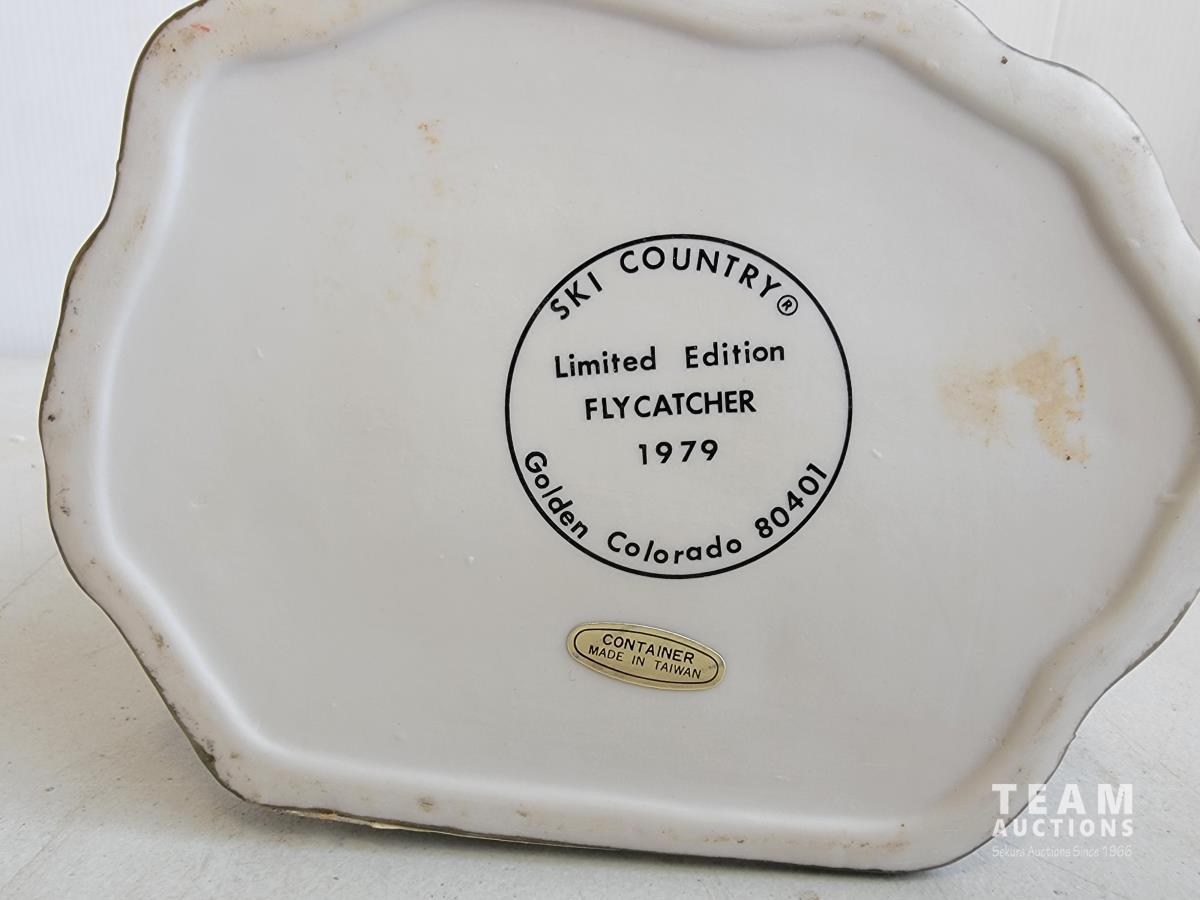 SKI COUNTRY®
Limited Edition
FLYCATCHER
1979
Golden Colorado 80401
CONTAINER
MADE IN TAIWAN
TEAM
AUCTIONS
Sekura Auctions Since 1966